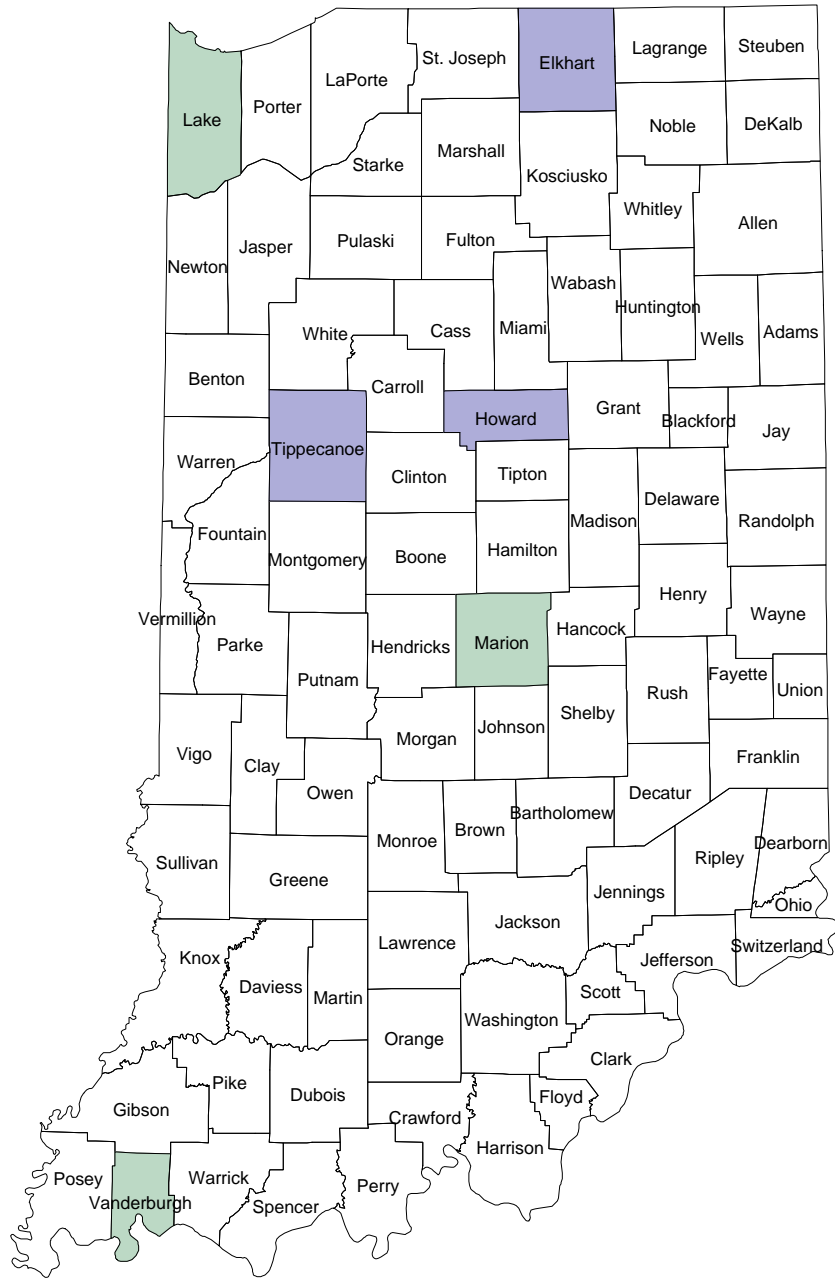 St. Joseph
Elkhart
Lagrange
Steuben
LaPorte
Porter
Lake
Noble
DeKalb
Marshall
Starke
Kosciusko
Whitley
Allen
Jasper
Pulaski
Fulton
Newton
Wabash
Huntington
White
Cass
Miami
Wells
Adams
Benton
Carroll
Grant
Blackford
Howard
Jay
Tippecanoe
Warren
Clinton
Tipton
Delaware
Madison
Randolph
Fountain
Montgomery
Boone
Hamilton
Henry
Wayne
Vermillion
Parke
Hendricks
Marion
Hancock
Putnam
Rush
Fayette
Union
Shelby
Johnson
Morgan
Vigo
Clay
Franklin
Owen
Decatur
Bartholomew
Brown
Monroe
Dearborn
Ripley
Sullivan
Greene
Jennings
Ohio
Jackson
Lawrence
Switzerland
Knox
Jefferson
Daviess
Martin
Scott
Washington
Orange
Clark
Pike
Dubois
Floyd
Gibson
Crawford
Harrison
Posey
Warrick
Perry
Vanderburgh
Spencer